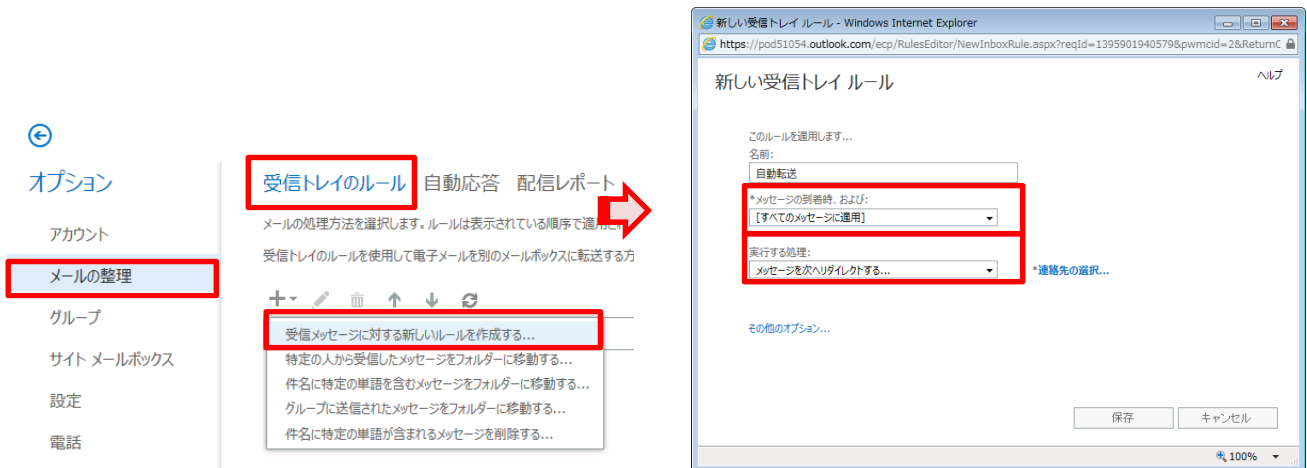 オプション
アカウント
メールの整理
グループ
サイト メールボックス
設定
電話
受信トレイのルール 自動応答 配信レポート
メールの処理方法を選択します。ルールは表示されている順序で適用され
受信トレイのルールを使用して電子メールを別のメールボックスに転送する方
受信メッセージに対する新しいルールを作成する...
特定の人から受信したメッセージをフォルダーに移動する...
件名に特定の単語を含むメッセージをフォルダーに移動する...
グループに送信されたメッセージをフォルダーに移動する...
件名に特定の単語が含まれるメッセージを削除する...
新しい受信トレイ ルール - Windows Internet Explorer
https://pod51054.outlook.com/ecp/RulesEditor/NewInboxRule.aspx?reqId=1395901940579&pwmcid=2&ReturnC
ヘルプ
新しい受信トレイ ルール
このルールを適用します...
名前:
自動転送
*メッセージの到着時、および:
[すべてのメッセージに適用]
実行する処理:
メッセージを次へリダイレクトする... *連絡先の選択...
その他のオプション...
保存 キャンセル
100%